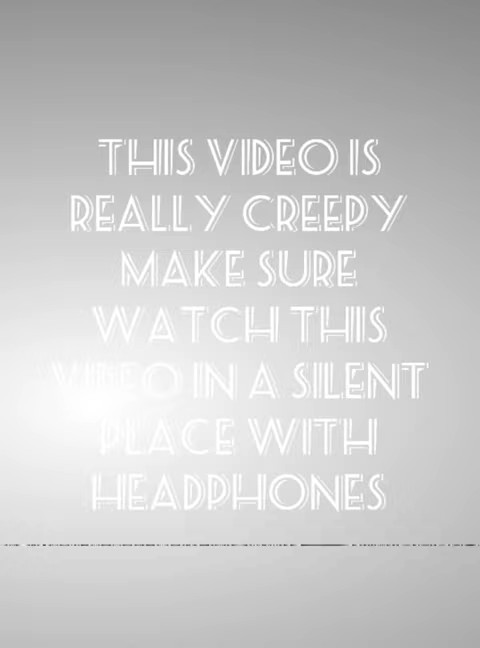 THIS VIDEO IS
REALLY CREEPY
MAKE SURE
WATCH THIS
VIDEO IN A SILENT
PLACE WITH
HEADPHONES